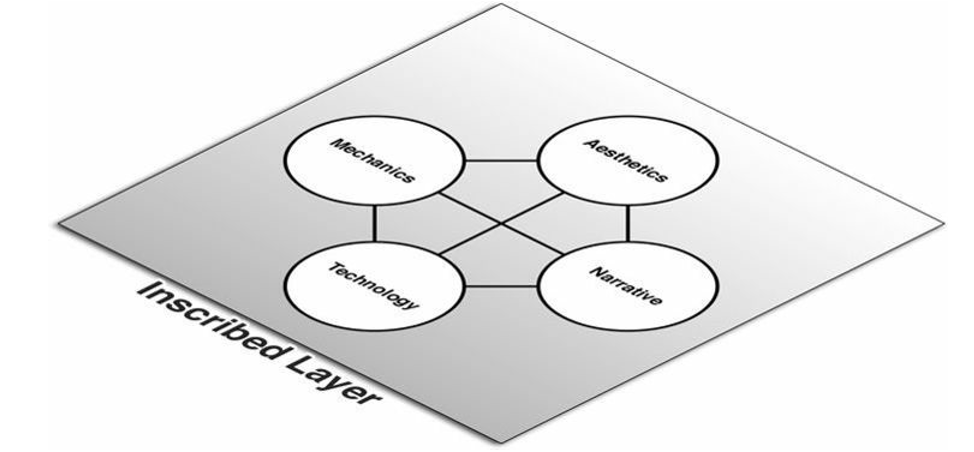 Mechanics
Aesthetics
Technology
Narrative
Inscribed Layer